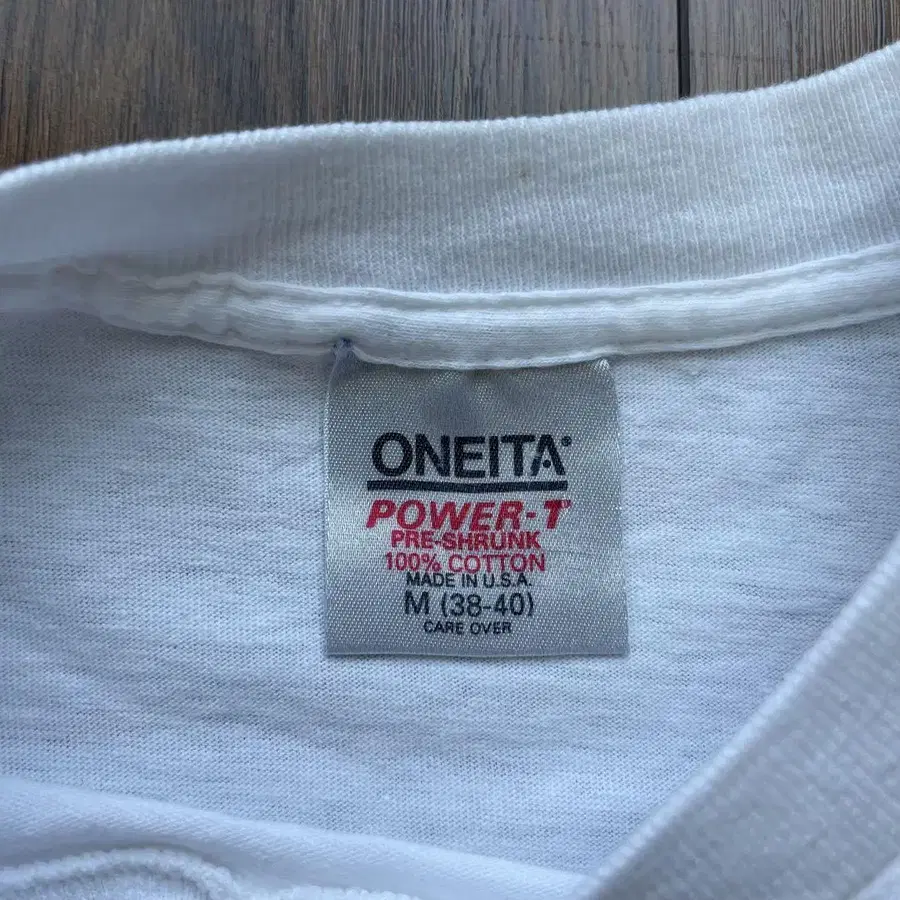 ONEITA
POWER-T
PRE-SHRUNK
100% COTTON
MADE IN U.S.A.
M (38-40)
CARE OVER